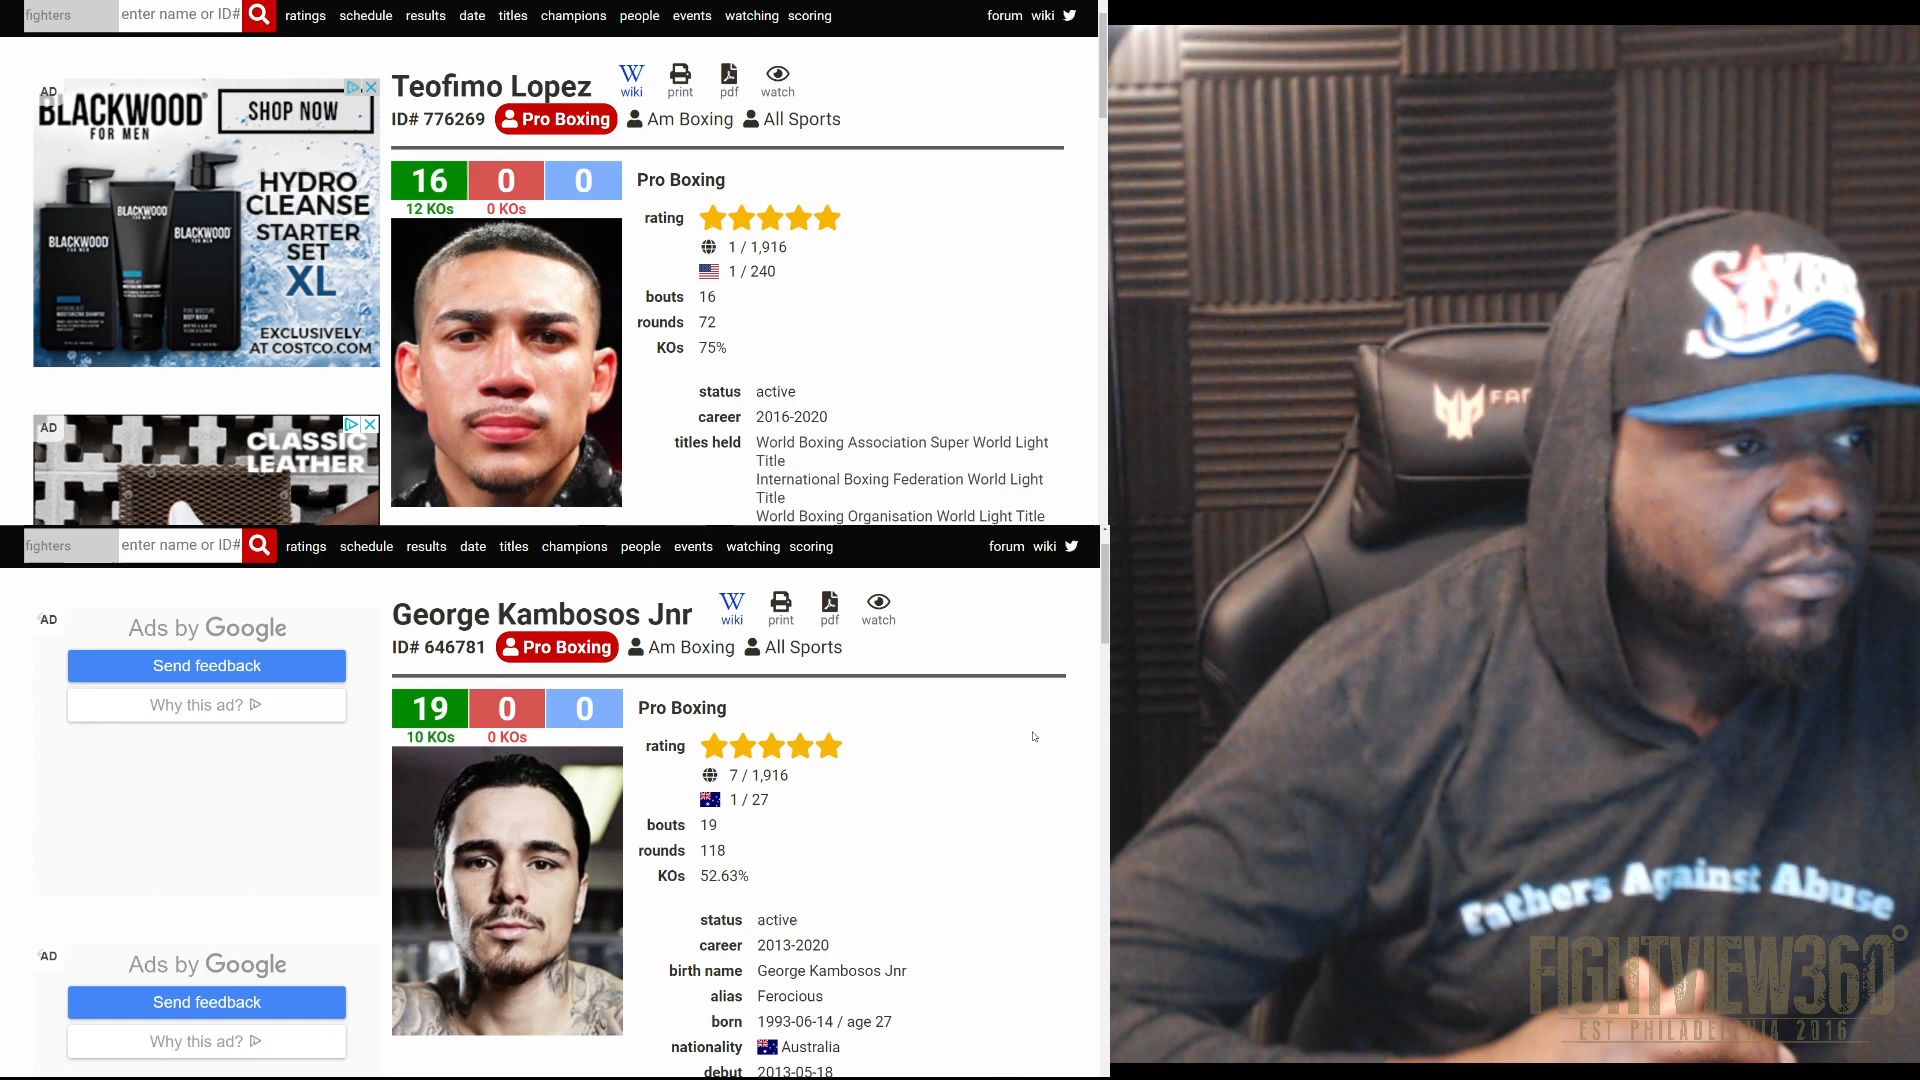 fighters enter name or ID# ratings schedule results date titles champions people events watching scoring forum wiki
Teofimo Lopez wiki print pdf watch
ID# 776269 Pro Boxing Am Boxing All Sports
AD
BLACKWOOD
FOR MEN
SHOP NOW
HYDRO
CLEANSE
STARTER
SET
XL
EXCLUSIVELY
AT COSTCO.COM
BLACKWOOD
BLACKWOOD
BLACKWOOD
16 0 0
12 KOs 0 KOs
Pro Boxing
rating
1 / 1,916
1 / 240
bouts 16
rounds 72
KOs 75%
status active
career 2016-2020
titles held World Boxing Association Super World Light
Title
International Boxing Federation World Light
Title
World Boxing Organisation World Light Title
AD
CLASSIC
LEATHER
fighters enter name or ID# ratings schedule results date titles champions people events watching scoring forum wiki
George Kambosos Jnr wiki print pdf watch
ID# 646781 Pro Boxing Am Boxing All Sports
AD
Ads by Google
Send feedback
Why this ad?
19 0 0
10 KOs 0 KOs
Pro Boxing
rating
7 / 1,916
1 / 27
bouts 19
rounds 118
KOs 52.63%
status active
career 2013-2020
birth name George Kambosos Jnr
alias Ferocious
born 1993-06-14 / age 27
nationality Australia
debut 2013-05-18
AD
Ads by Google
Send feedback
Why this ad?
SIXERS
Fathers Against Abuse
FIGHTVIEW360°
EST PHILADELPHIA 2016